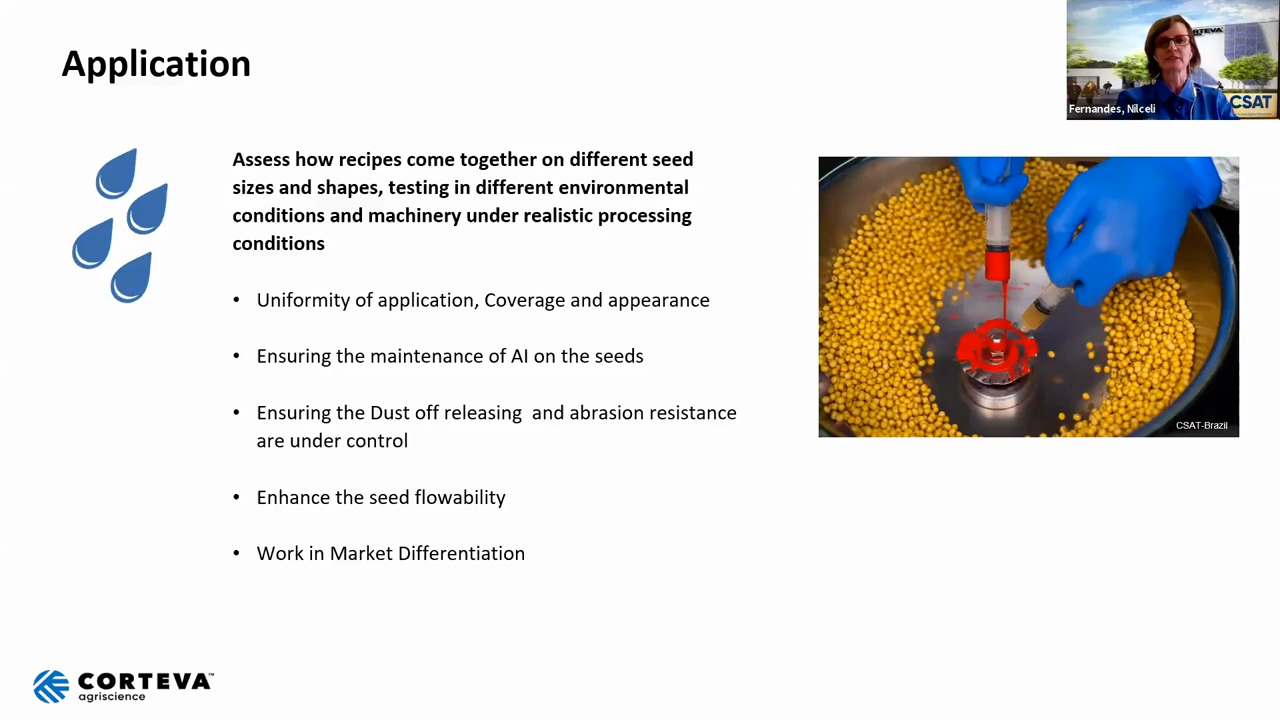 Application
CORTEVA
CSAT
Fernandes, Nilceli
Assess how recipes come together on different seed
sizes and shapes, testing in different environmental
conditions and machinery under realistic processing
conditions
• Uniformity of application, Coverage and appearance
• Ensuring the maintenance of AI on the seeds
• Ensuring the Dust off releasing and abrasion resistance
are under control
• Enhance the seed flowability
• Work in Market Differentiation
CSAT-Brazil
CORTEVA™
agriscience